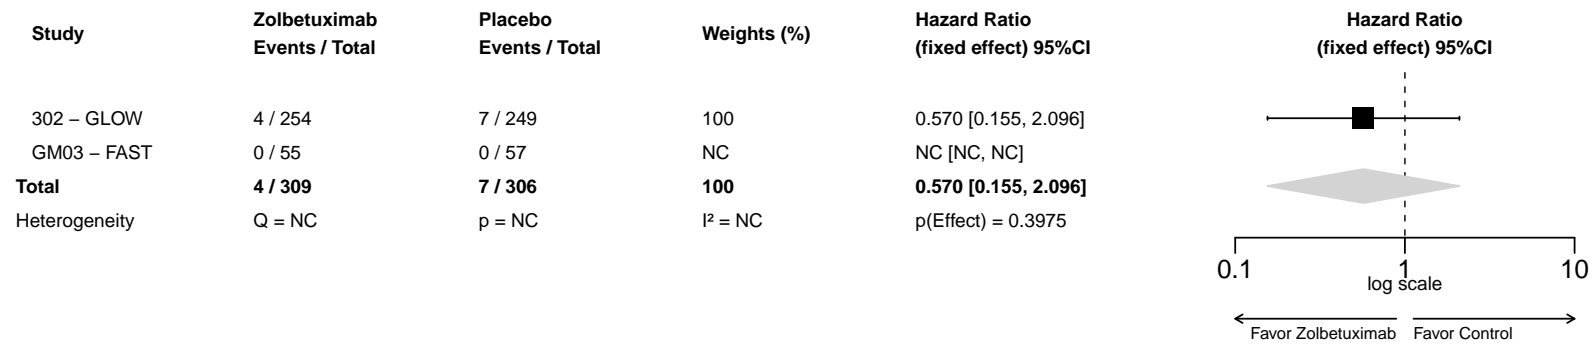 Study Zolbetuximab Placebo Weights (%) Hazard Ratio Hazard Ratio
Events / Total Events / Total (fixed effect) 95%CI (fixed effect) 95%CI
302 − GLOW 4 / 254 7 / 249 100 0.570 [0.155, 2.096]
GM03 − FAST 0 / 55 0 / 57 NC NC [NC, NC]
Total 4 / 309 7 / 306 100 0.570 [0.155, 2.096]
Heterogeneity Q = NC p = NC I² = NC p(Effect) = 0.3975
0.1 1 10
log scale
Favor Zolbetuximab Favor Control